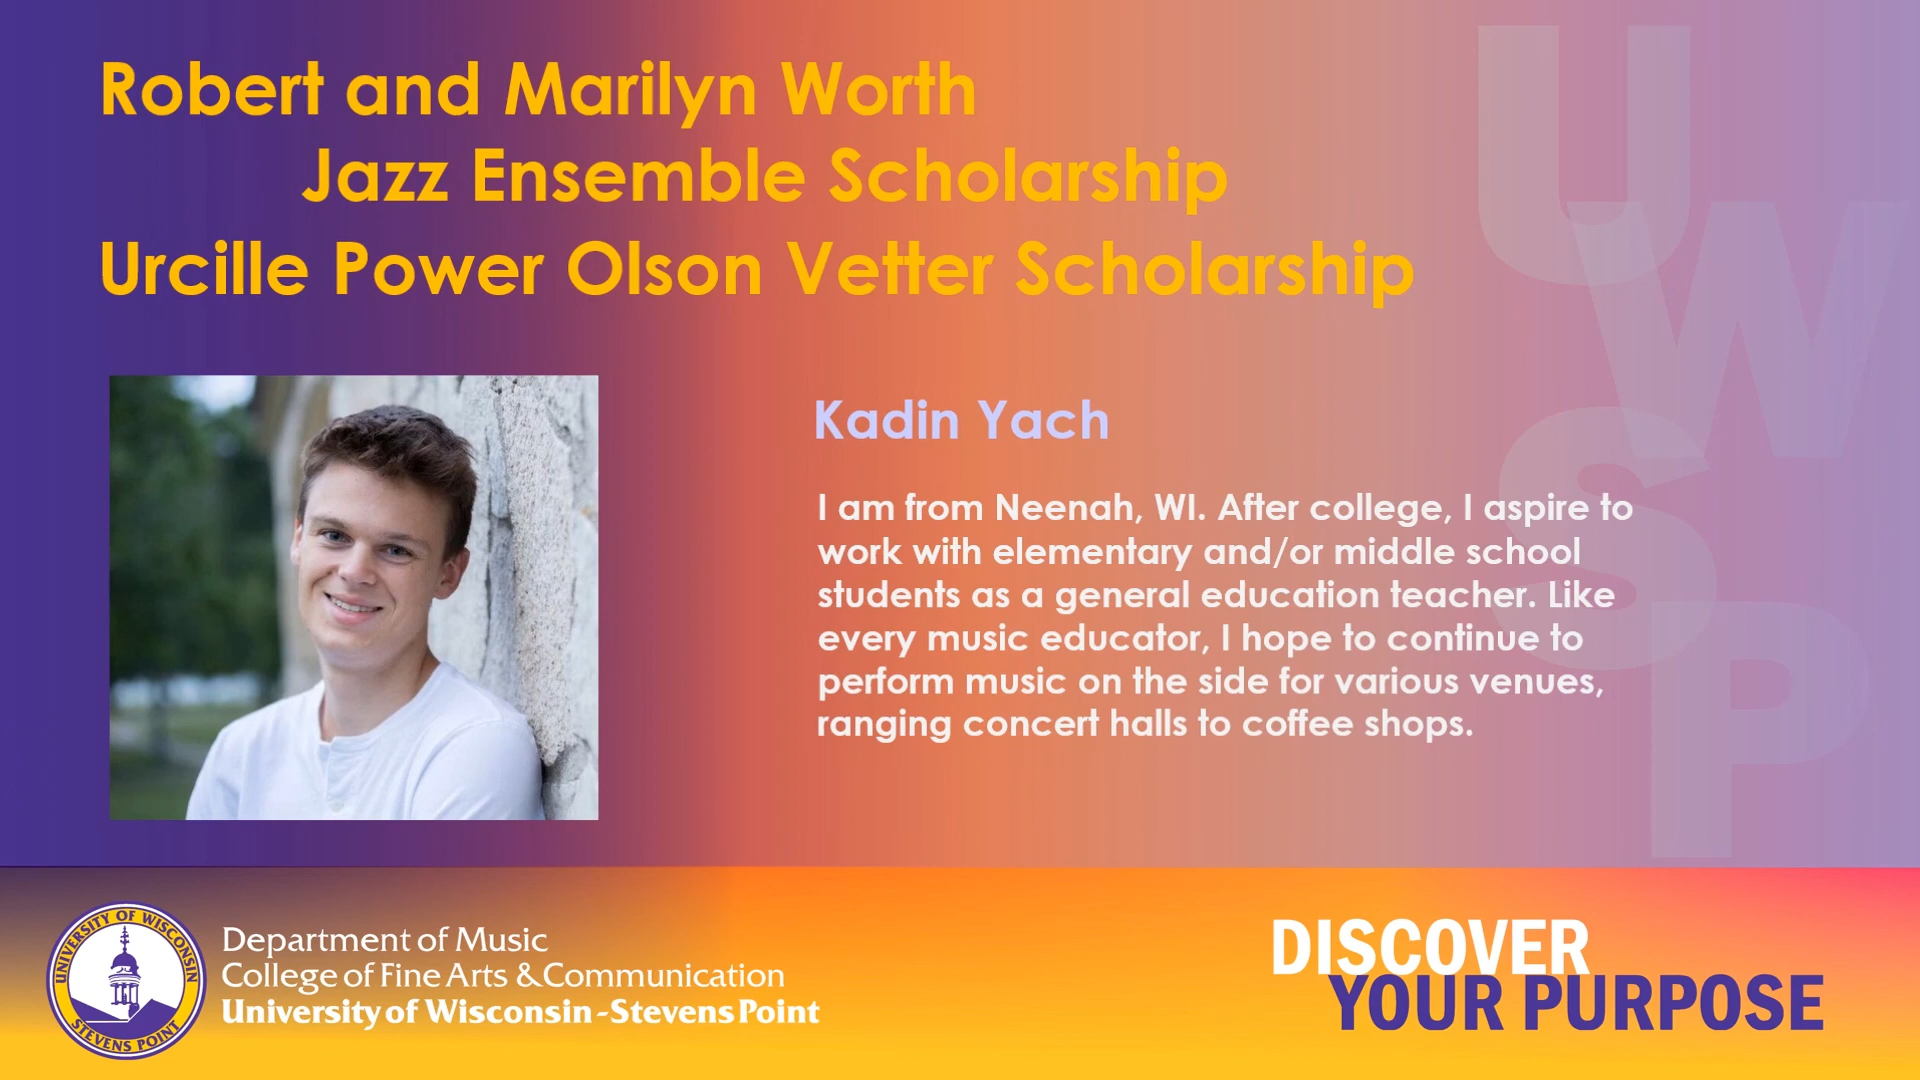 Robert and Marilyn Worth
Jazz Ensemble Scholarship
Urcille Power Olson Vetter Scholarship
Kadin Yach
I am from Neenah, WI. After college, I aspire to
work with elementary and/or middle school
students as a general education teacher. Like
every music educator, I hope to continue to
perform music on the side for various venues,
ranging concert halls to coffee shops.
U
W
S
P
UNIVERSITY OF WISCONSIN
STEVENS POINT
Department of Music
College of Fine Arts & Communication
University of Wisconsin - Stevens Point
DISCOVER
YOUR PURPOSE